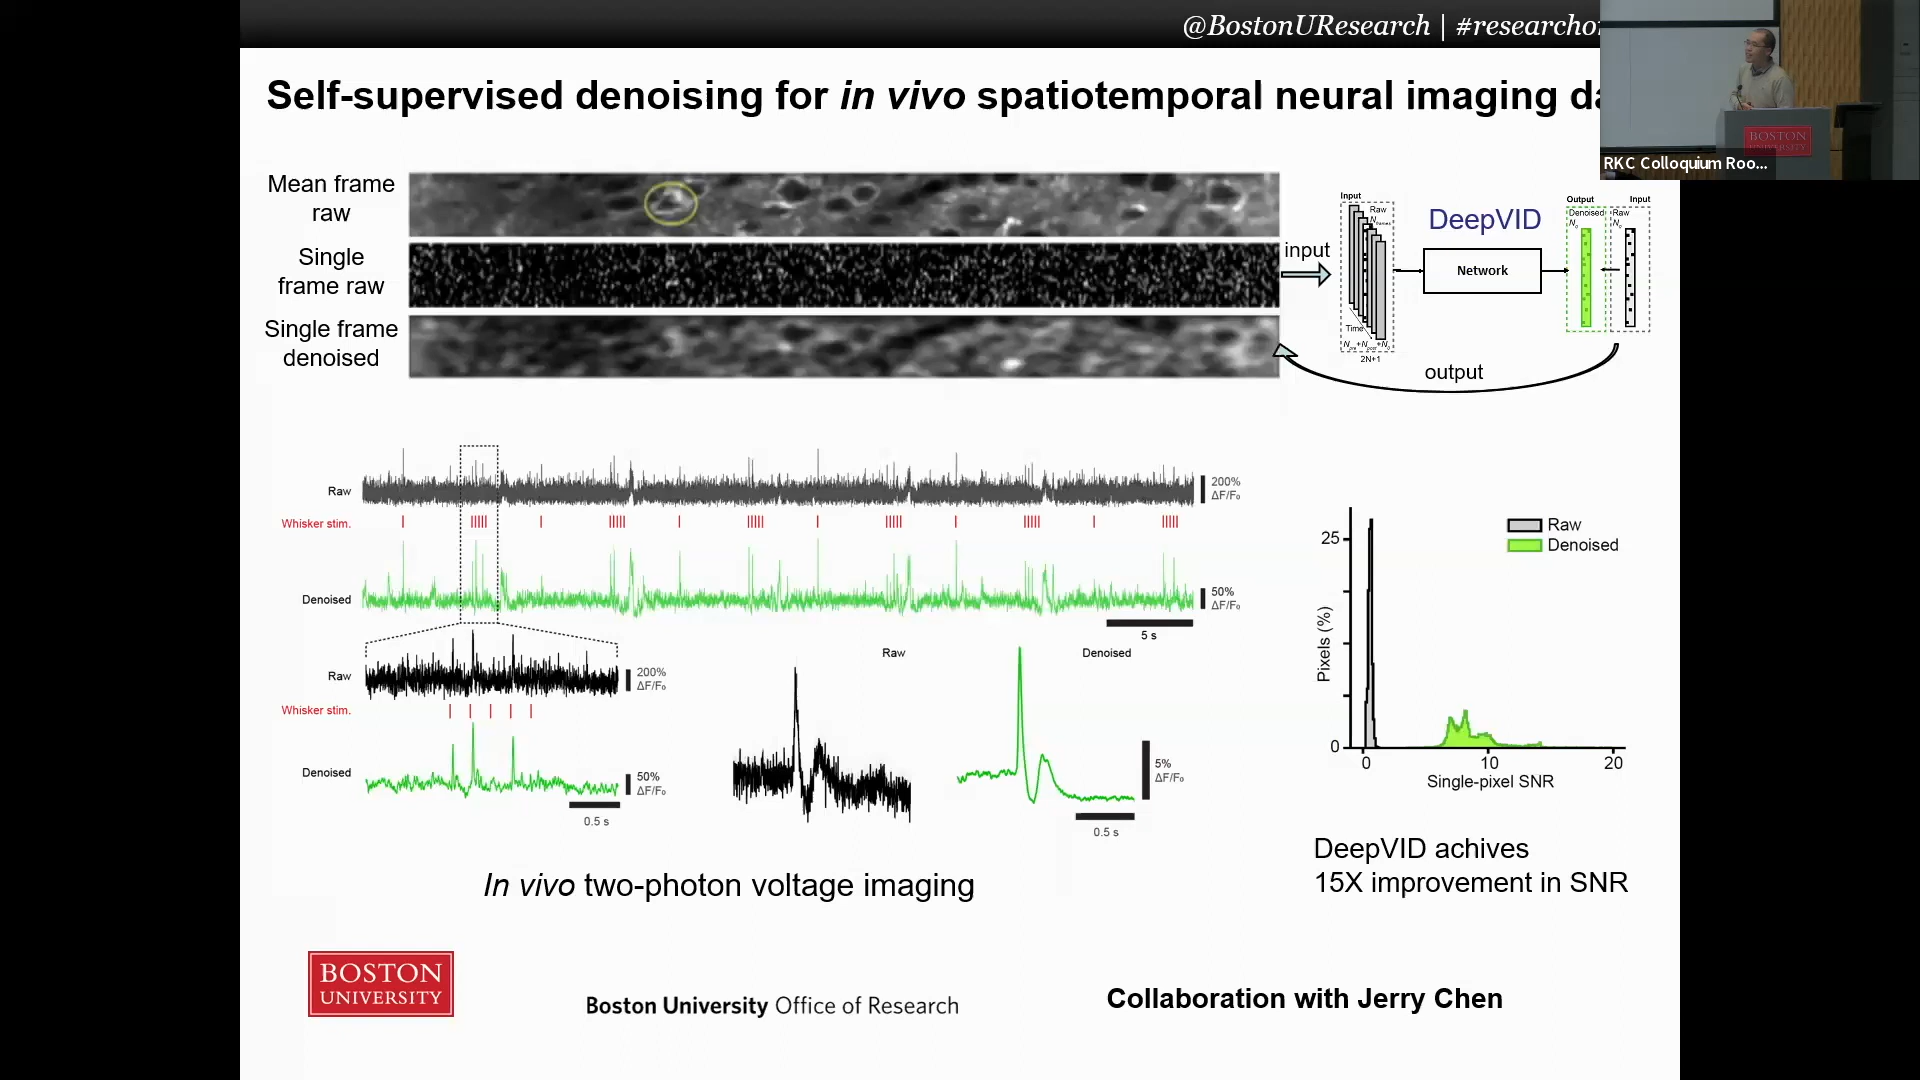 @BostonUResearch | #researcho
Self-supervised denoising for in vivo spatiotemporal neural imaging da
BOSTON
UNIVERSITY
RKC Colloquium Roo...
Mean frame
raw
Single
frame raw
Single frame
denoised
input
Input
Raw
Time
2N+1
DeepVID
Network
Output
Denoised
Input
Raw
output
Raw
200%
ΔF/F₀
Whisker stim.
Denoised
50%
ΔF/F₀
5 s
Raw
200%
ΔF/F₀
Whisker stim.
Denoised
50%
ΔF/F₀
0.5 s
Raw
Denoised
5%
ΔF/F₀
0.5 s
Raw
Denoised
25
0
Pixels (%)
0 10 20
Single-pixel SNR
In vivo two-photon voltage imaging
DeepVID achives
15X improvement in SNR
BOSTON
UNIVERSITY
Boston University Office of Research
Collaboration with Jerry Chen